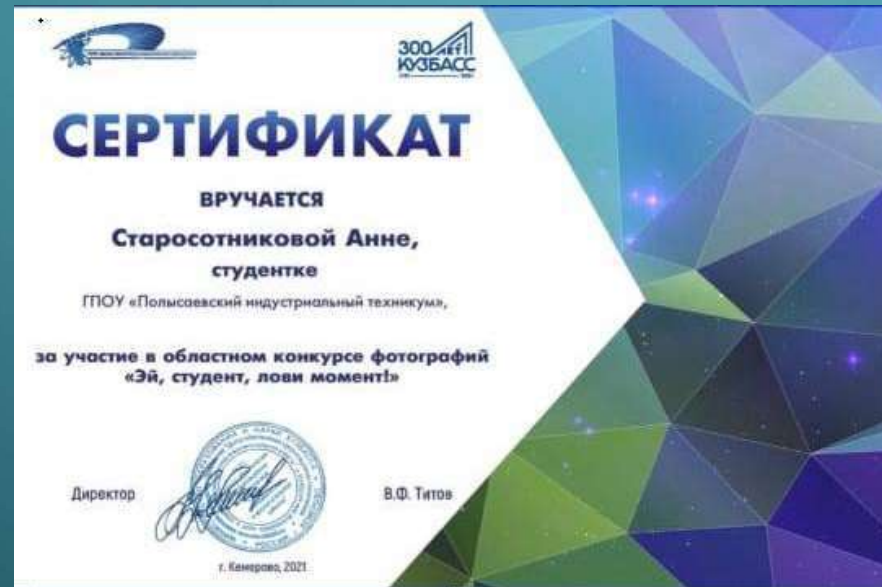 300 ЛЕТ
КУЗБАСС
СЕРТИФИКАТ
ВРУЧАЕТСЯ
Старосотниковой Анне,
студентке
ГПОУ «Полысаевский индустриальный техникум»,
за участие в областном конкурсе фотографий
«Эй, студент, лови момент!»
Директор
В.Ф. Титов
г. Кемерово, 2021